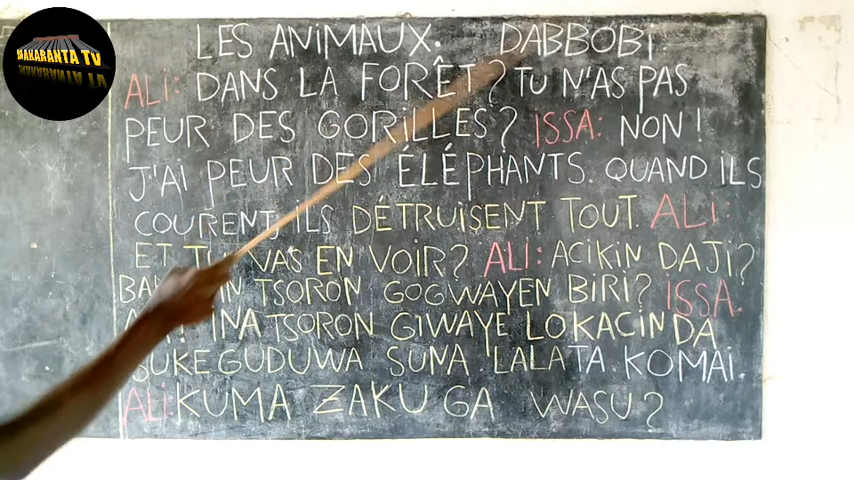 MAKARANTA TV
LES ANIMAUX. DABBOBI.
ALI: DANS LA FORÊT? TU N'AS PAS
PEUR DES GORILLES? ISSA: NON!
J'AI PEUR DES ÉLÉPHANTS. QUAND ILS
COURENT, ILS DÉTRUISENT TOUT. ALI:
ET TU VAS EN VOIR? ALI: ACIKIN DAJI?
TSORON GOGWAYEN BIRI? ISSA:
INA TSORON GIWAYE LOKACIN DA
SUKE GUDUWA SUNA LALATA KOMAI.
ALI: KUMA ZAKU GA WASU?